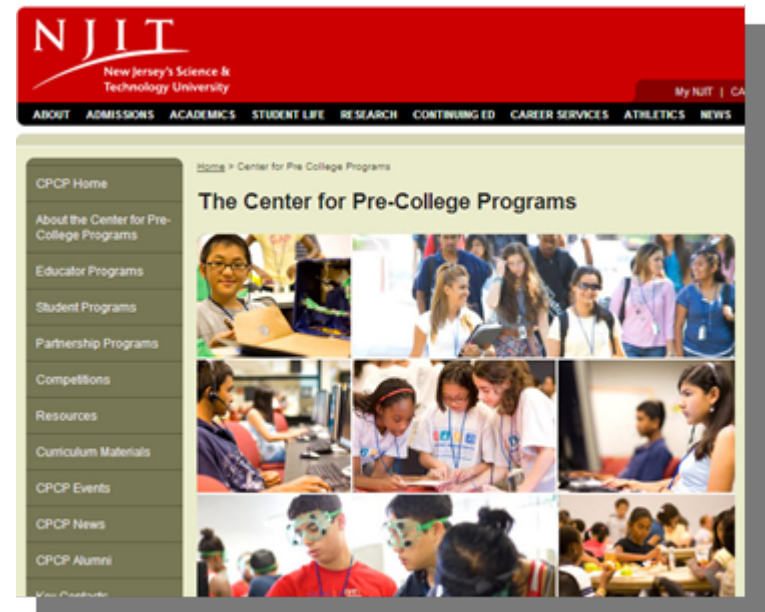 NJIT
New Jersey's Science &
Technology University
My NJIT | CA
ABOUT ADMISSIONS ACADEMICS STUDENT LIFE RESEARCH CONTINUING ED CAREER SERVICES ATHLETICS NEWS
Home > Center for Pre College Programs
The Center for Pre-College Programs
CPCP Home
About the Center for Pre-
College Programs
Educator Programs
Student Programs
Partnership Programs
Competitions
Resources
Curriculum Materials
CPCP Events
CPCP News
CPCP Alumni
Key Contacts